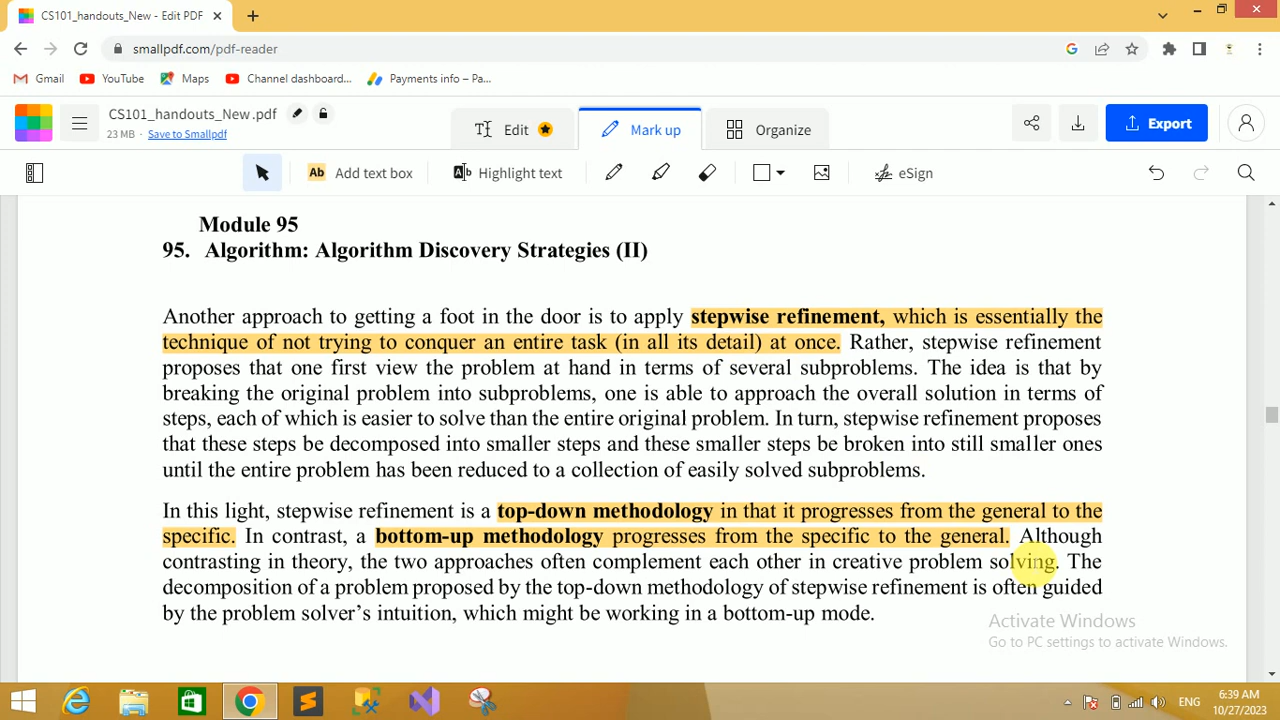 CS101_handouts_New - Edit PDF
smallpdf.com/pdf-reader
Gmail YouTube Maps Channel dashboard... Payments info – Pa...
CS101_handouts_New.pdf
23 MB Save to Smallpdf
Edit Mark up Organize Export
Ab Add text box A Highlight text eSign
Module 95
95. Algorithm: Algorithm Discovery Strategies (II)
Another approach to getting a foot in the door is to apply stepwise refinement, which is essentially the
technique of not trying to conquer an entire task (in all its detail) at once. Rather, stepwise refinement
proposes that one first view the problem at hand in terms of several subproblems. The idea is that by
breaking the original problem into subproblems, one is able to approach the overall solution in terms of
steps, each of which is easier to solve than the entire original problem. In turn, stepwise refinement proposes
that these steps be decomposed into smaller steps and these smaller steps be broken into still smaller ones
until the entire problem has been reduced to a collection of easily solved subproblems.
In this light, stepwise refinement is a top-down methodology in that it progresses from the general to the
specific. In contrast, a bottom-up methodology progresses from the specific to the general. Although
contrasting in theory, the two approaches often complement each other in creative problem solving. The
decomposition of a problem proposed by the top-down methodology of stepwise refinement is often guided
by the problem solver’s intuition, which might be working in a bottom-up mode.
Activate Windows
Go to PC settings to activate Windows.
ENG
6:39 AM
10/27/2023